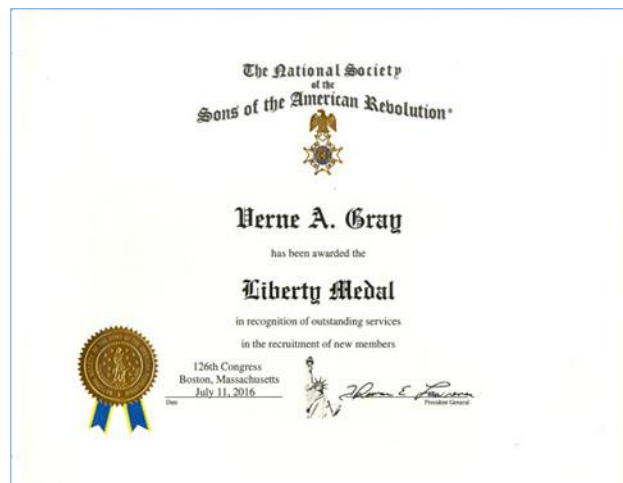 The National Society
of the
Sons of the American Revolution®
Verne A. Gray
has been awarded the
Liberty Medal
in recognition of outstanding services
in the recruitment of new members
126th Congress
Boston, Massachusetts
July 11, 2016
Date
President General